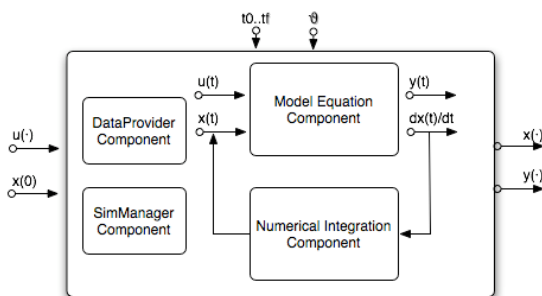 t0..tf
ϑ
u(t)
y(t)
Model Equation
Component
DataProvider
Component
x(t)
dx(t)/dt
u(·)
x(·)
x(0)
y(·)
SimManager
Component
Numerical Integration
Component